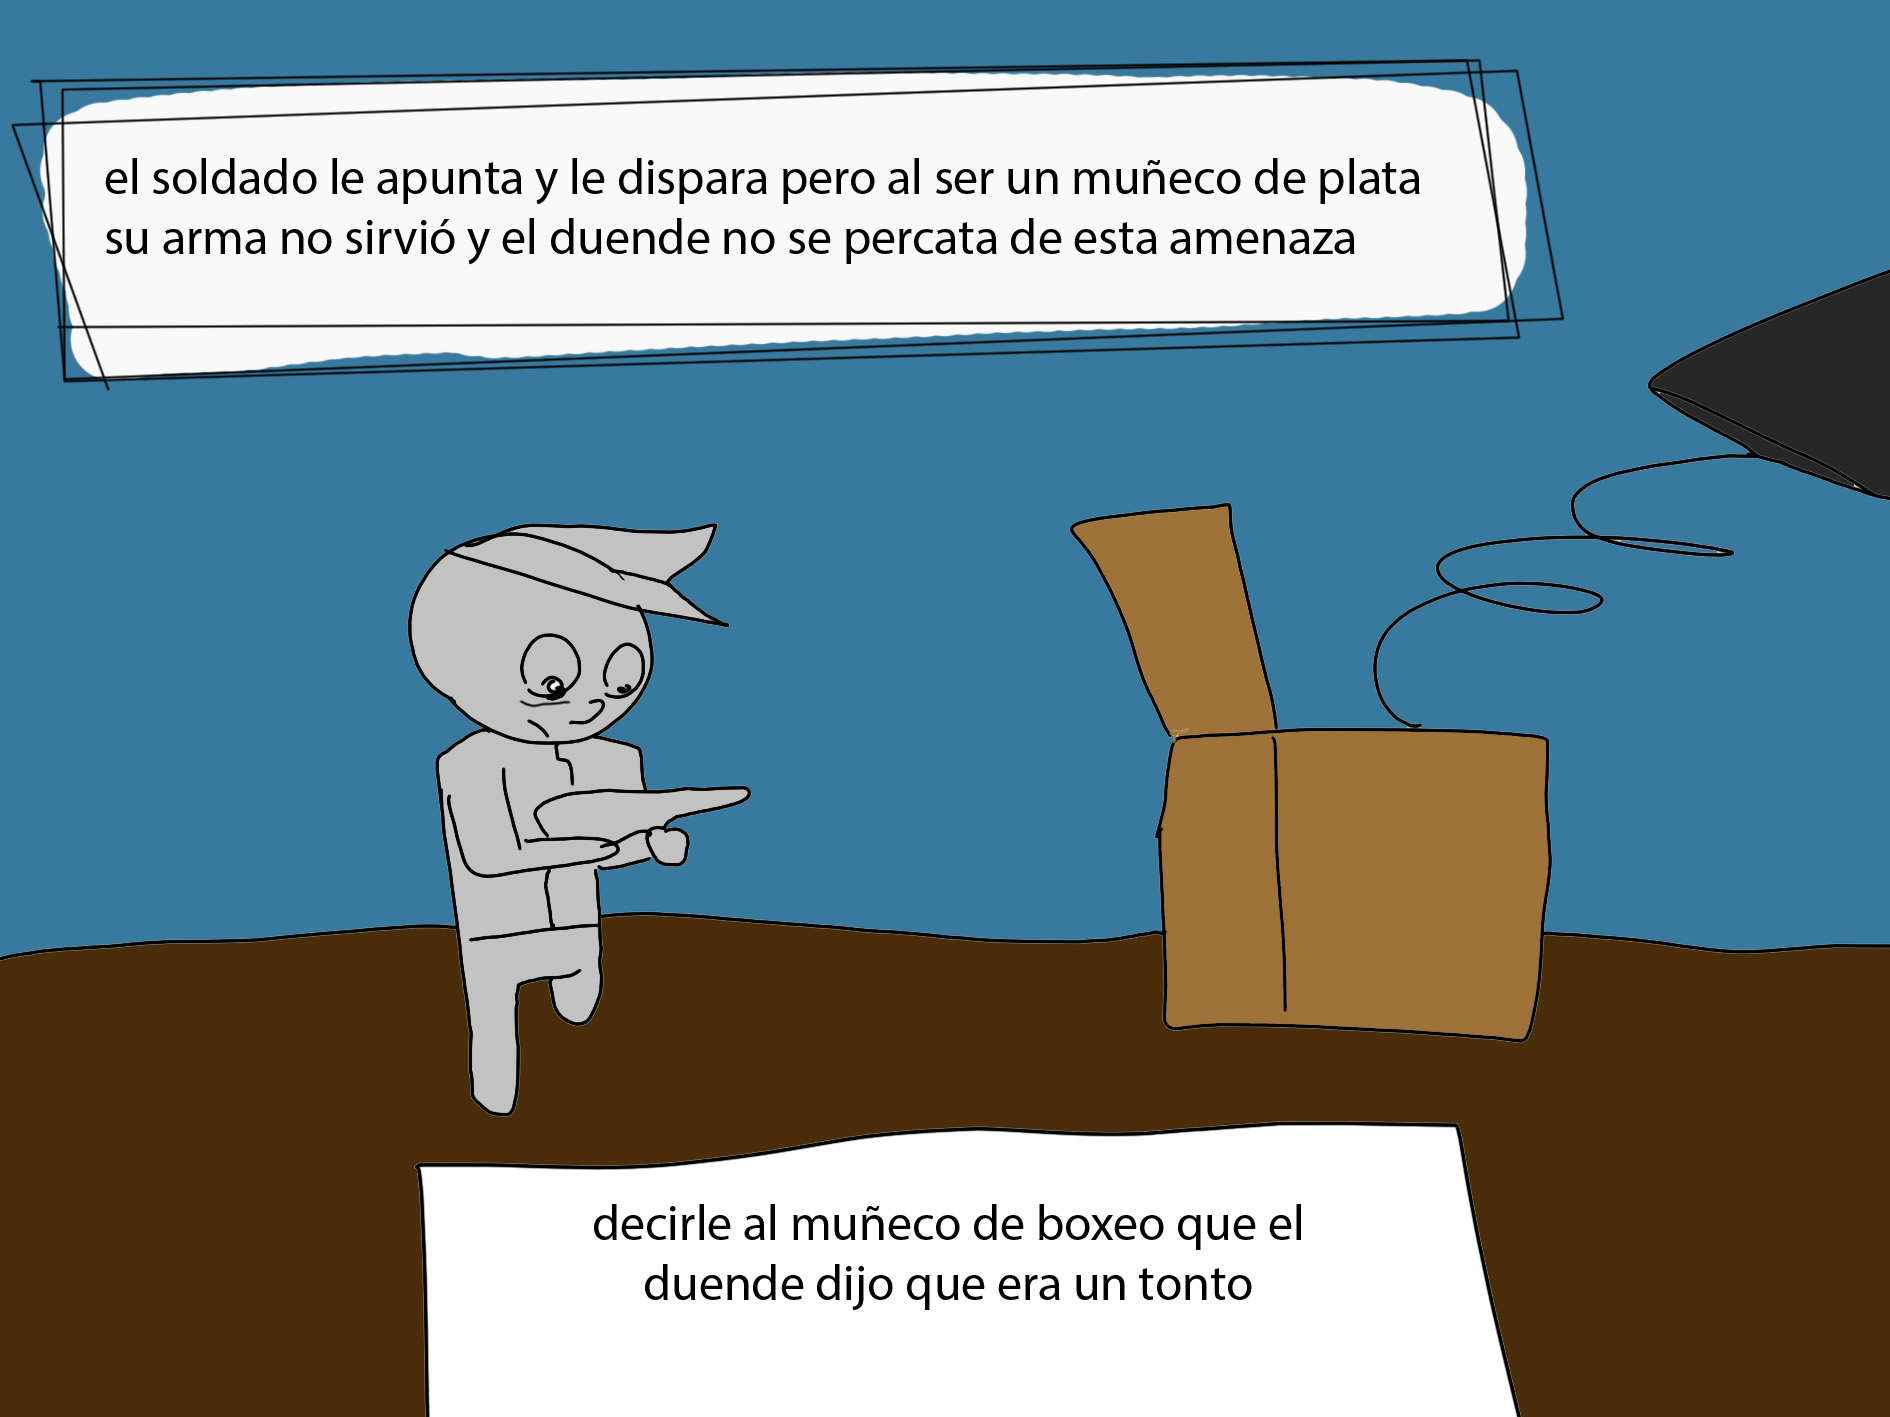 el soldado le apunta y le dispara pero al ser un muñeco de plata
su arma no sirvió y el duende no se percata de esta amenaza
decirle al muñeco de boxeo que el
duende dijo que era un tonto